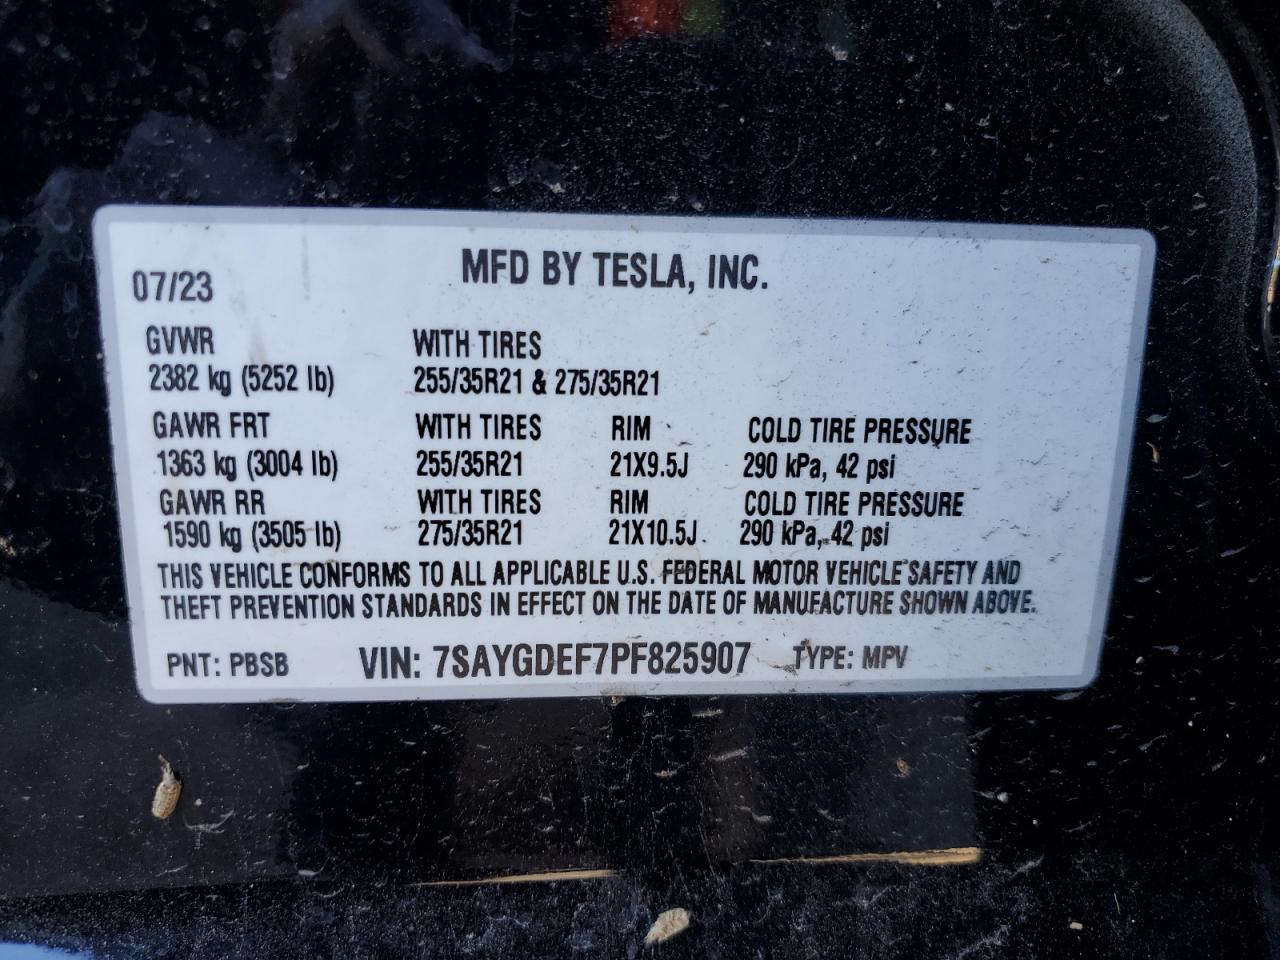 MFD BY TESLA, INC.
07/23
GVWR WITH TIRES
2382 kg (5252 lb) 255/35R21 & 275/35R21
GAWR FRT WITH TIRES RIM COLD TIRE PRESSURE
1363 kg (3004 lb) 255/35R21 21X9.5J 290 kPa, 42 psi
GAWR RR WITH TIRES RIM COLD TIRE PRESSURE
1590 kg (3505 lb) 275/35R21 21X10.5J 290 kPa, 42 psi
THIS VEHICLE CONFORMS TO ALL APPLICABLE U.S. FEDERAL MOTOR VEHICLE SAFETY AND
THEFT PREVENTION STANDARDS IN EFFECT ON THE DATE OF MANUFACTURE SHOWN ABOVE.
PNT: PBSB VIN: 7SAYGDEF7PF825907 TYPE: MPV